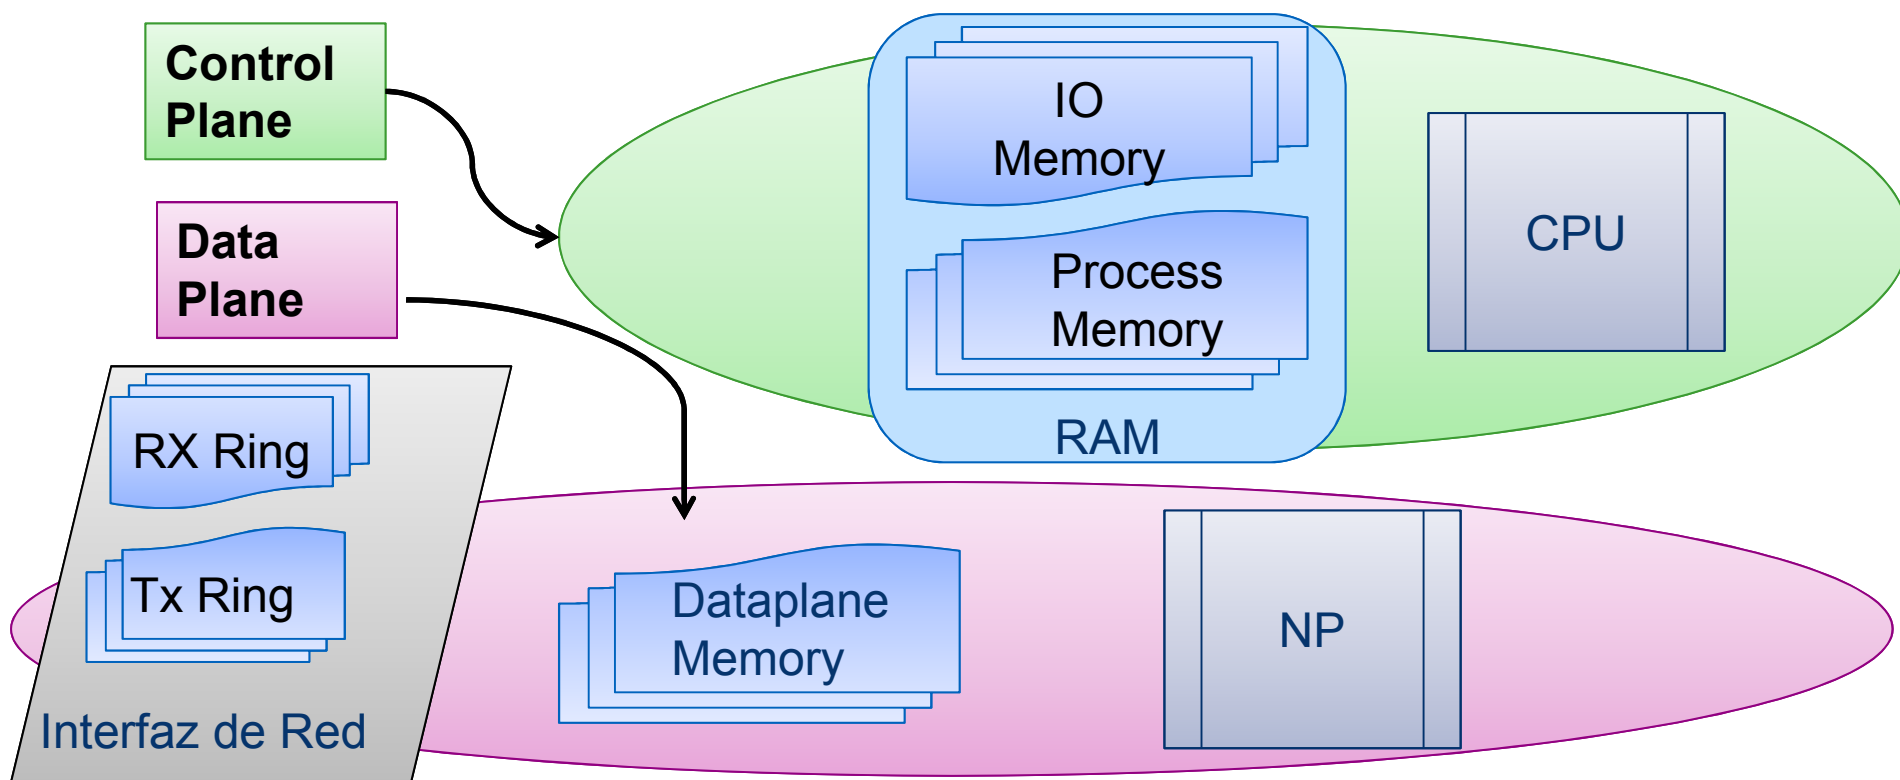 Control
Plane
Data
Plane
IO
Memory
Process
Memory
RAM
CPU
RX Ring
Tx Ring
Interfaz de Red
Dataplane
Memory
NP